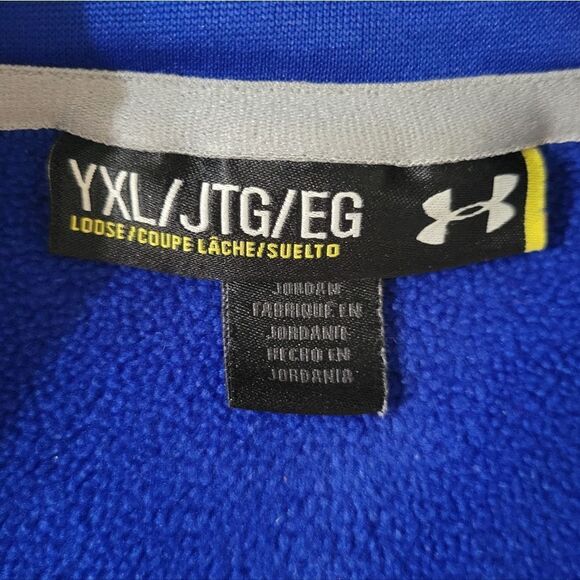 YXL/JTG/EG
LOOSE/COUPE LÂCHE/SUELTO
JORDAN
FABRIQUÉ EN
JORDANIE
HECHO EN
JORDANIA